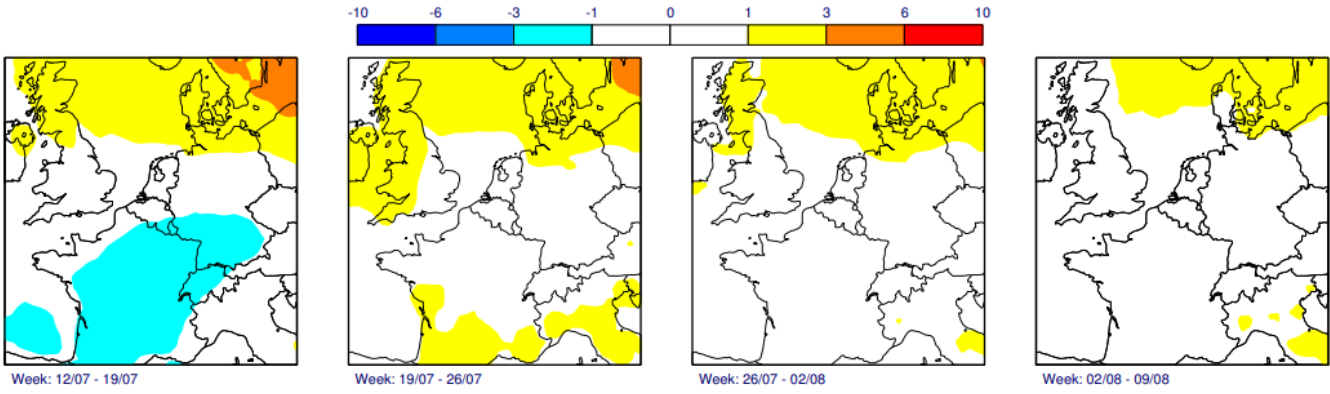 -10 -6 -3 -1 0 1 3 6 10
Week: 12/07 - 19/07
Week: 19/07 - 26/07
Week: 26/07 - 02/08
Week: 02/08 - 09/08